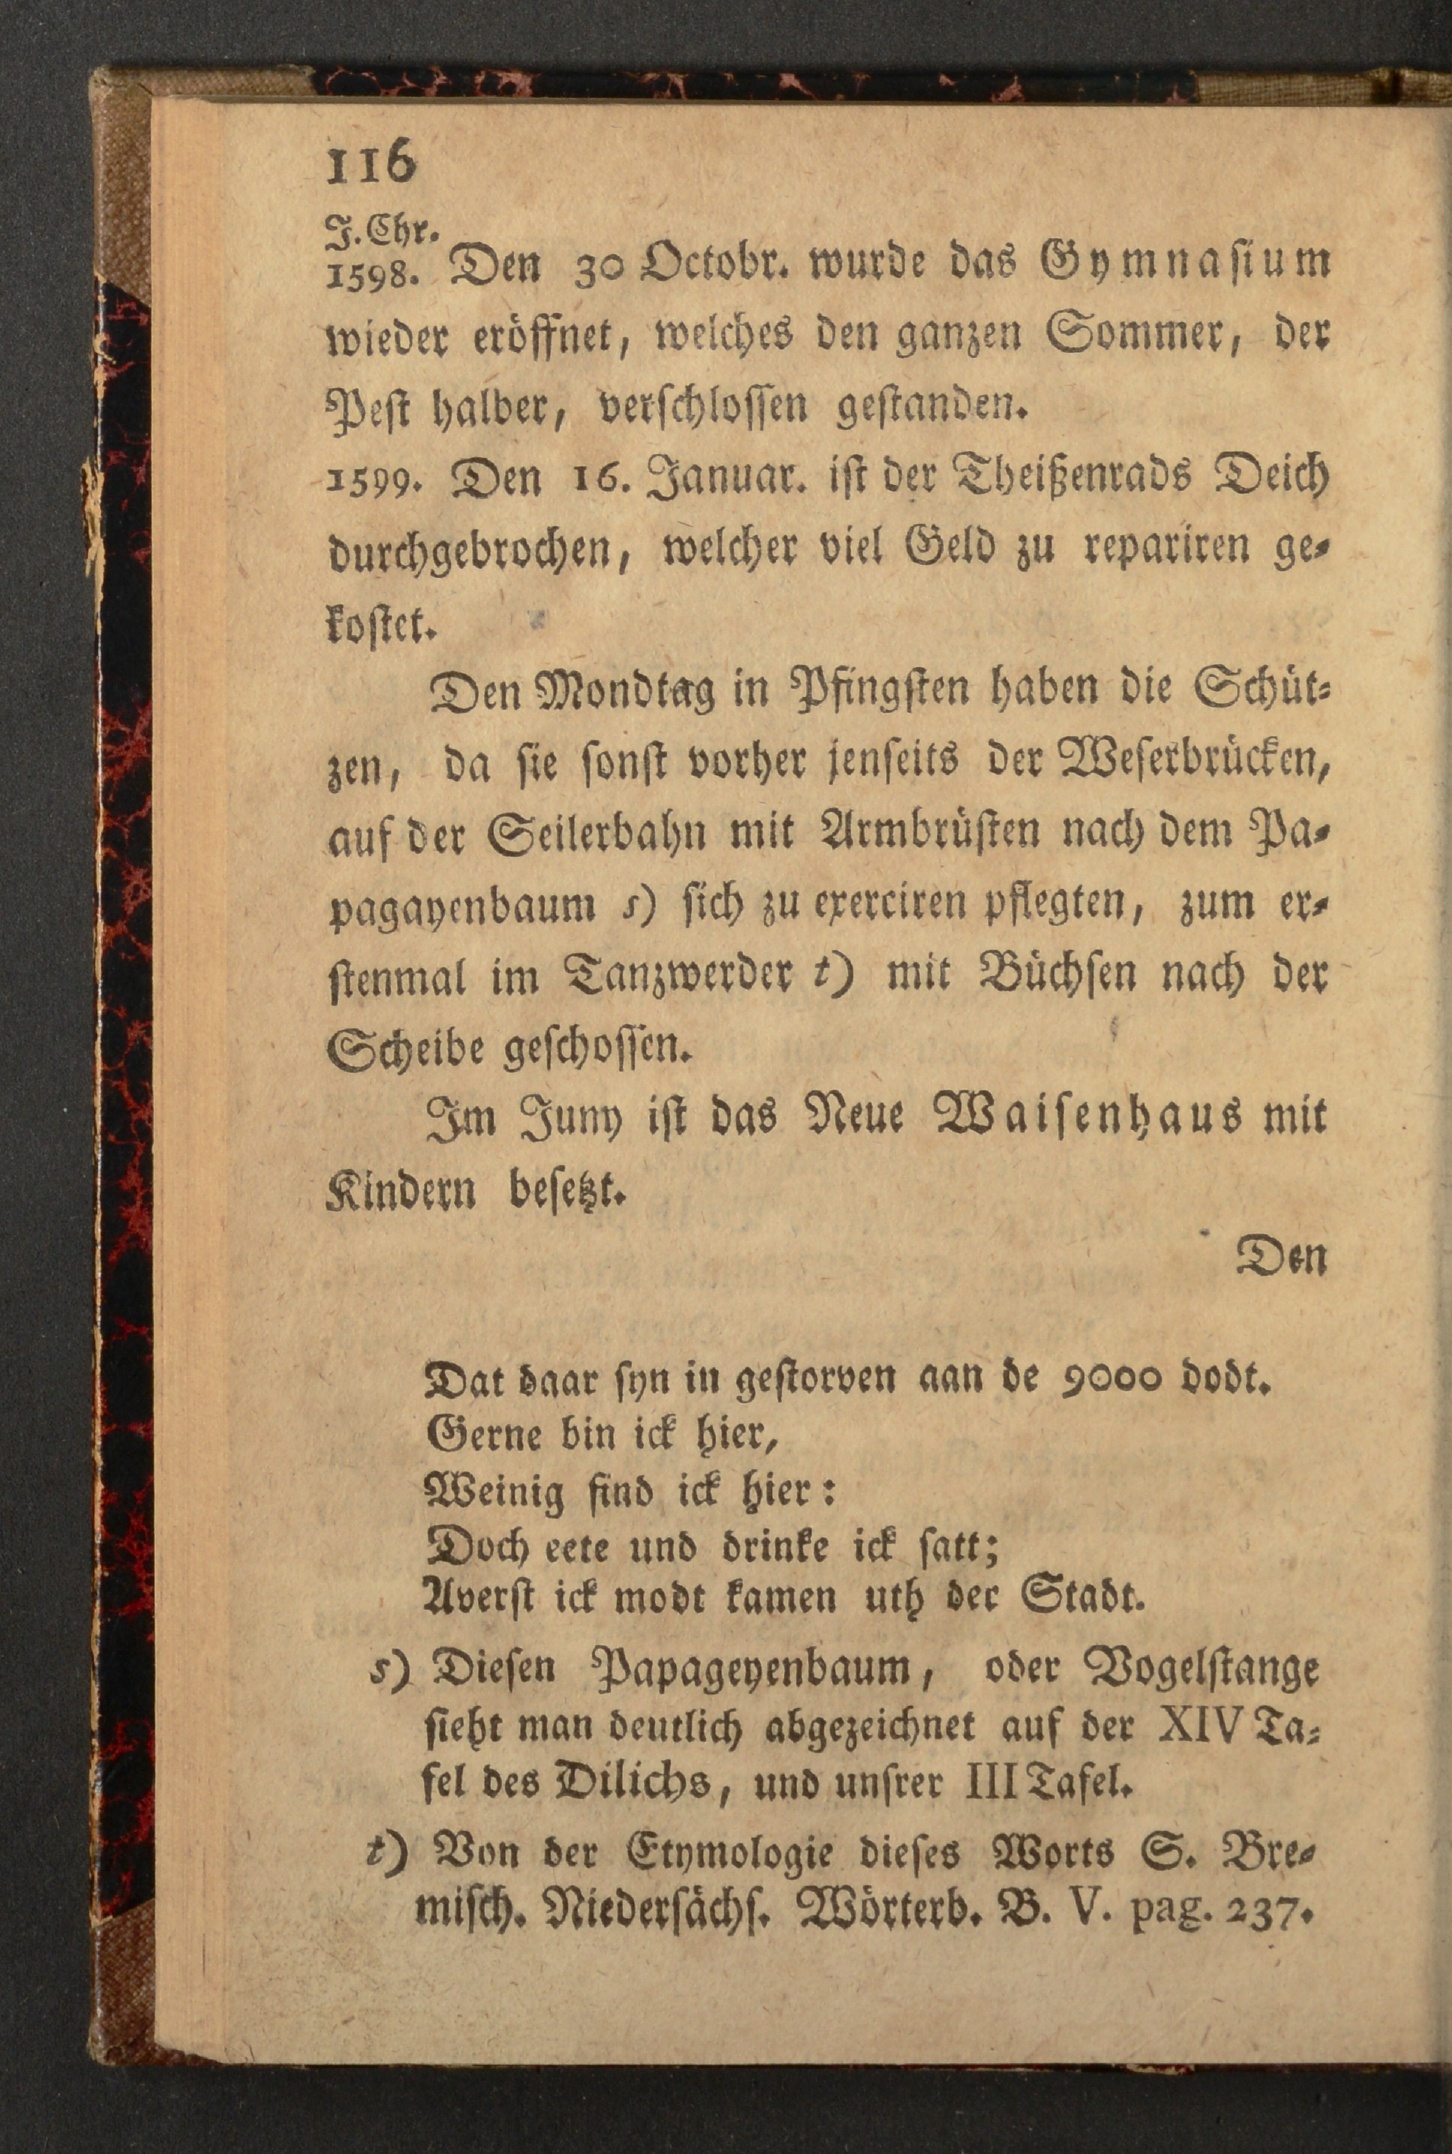 116
J. Chr.
1598. Den 30 Octobr. wurde das Gymnasium
wieder eröffnet, welches den ganzen Sommer, der
Pest halber, verschlossen gestanden.
1599. Den 16. Januar. ist der Theißenrads Deich
durchgebrochen, welcher viel Geld zu repariren ge-
kostet.
Den Mondtag in Pfingsten haben die Schüt-
zen, da sie sonst vorher jenseits der Weserbrücken,
auf der Seilerbahn mit Armbrüsten nach dem Pa-
pagayenbaum s) sich zu exerciren pflegten, zum er-
stenmal im Tanzwerder t) mit Büchsen nach der
Scheibe geschossen.
Im Juny ist das Neue Waisenhaus mit
Kindern besetzt.
Den
Dat daar syn in gestorven aan de 9000 dodt.
Gerne bin ick hier,
Weinig find ick hier:
Doch eete und drinke ick satt;
Averst ick modt kamen uth der Stadt.
s) Diesen Papageyenbaum, oder Vogelstange
sieht man deutlich abgezeichnet auf der XIV Ta-
fel des Dilichs, und unsrer III Tafel.
t) Von der Etymologie dieses Worts S. Bre-
misch. Niedersächs. Wörterb. B. V. pag. 237.